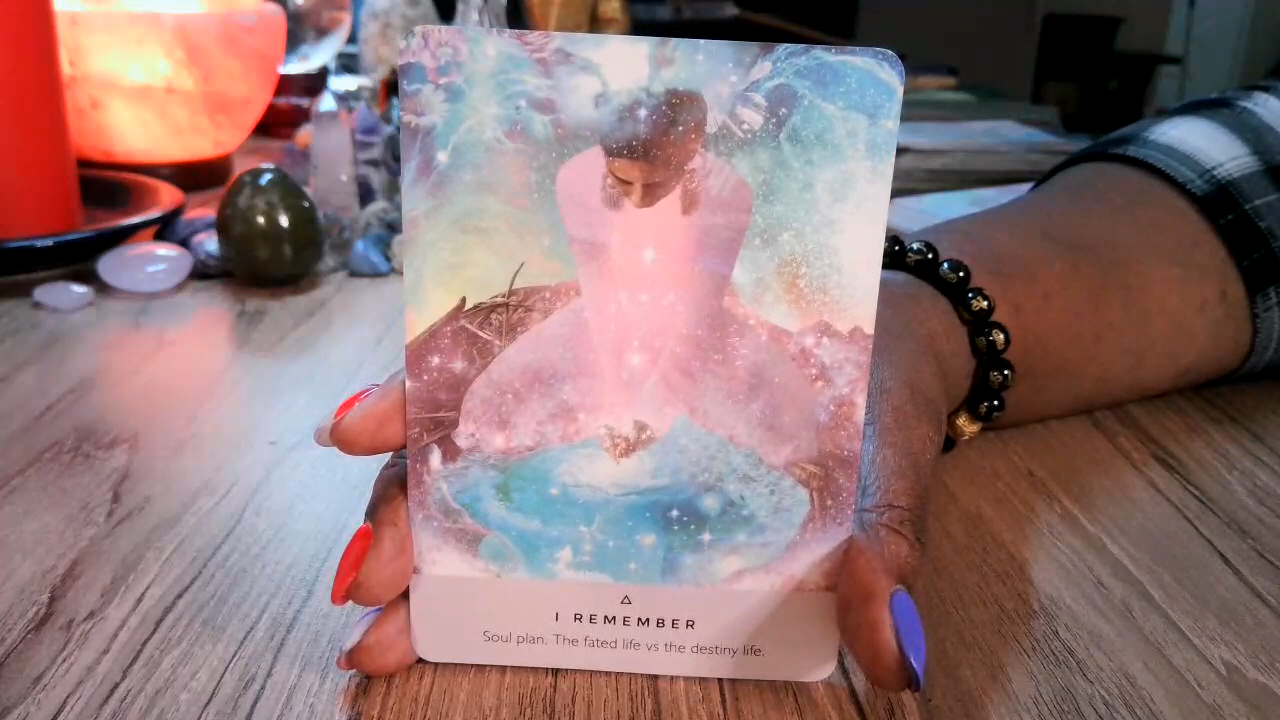 I REMEMBER
Soul plan. The fated life vs the destiny life.